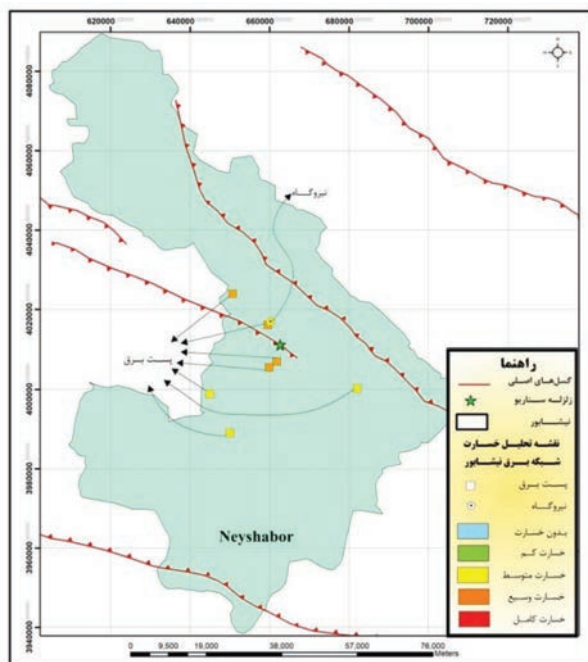 620000 640000 660000 680000 700000 720000
4080000
4060000
4040000
4020000
4000000
3980000
3960000
3940000
نیروگاه
پست برق
Neyshabor
راهنما
گسل‌های اصلی
زلزله سناریو
نیشابور
نقشه تحلیل خسارت
شبکه برق نیشابور
پست برق
نیروگاه
بدون خسارت
خسارت کم
خسارت متوسط
خسارت وسیع
خسارت کامل
0 9,500 19,000 38,000 57,000 76,000
Meters